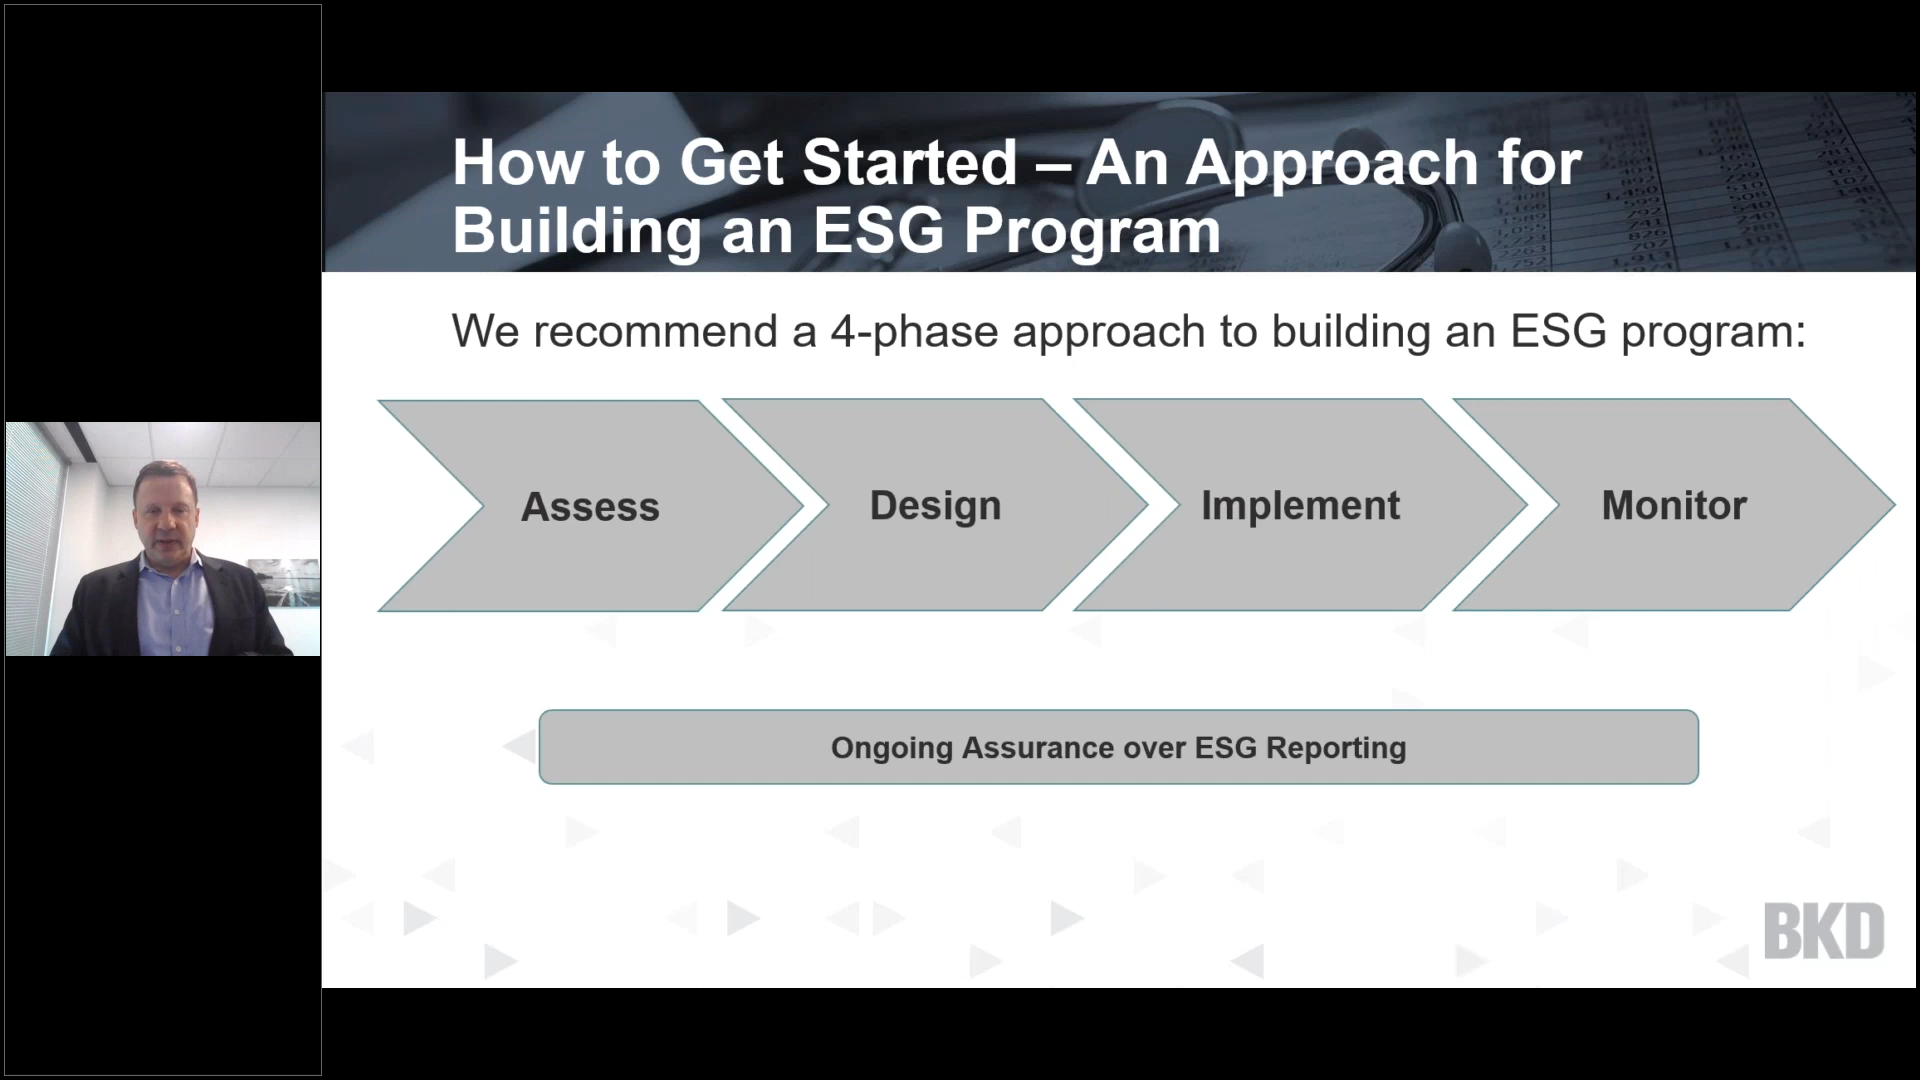 How to Get Started – An Approach for
Building an ESG Program
We recommend a 4-phase approach to building an ESG program:
Assess
Design
Implement
Monitor
Ongoing Assurance over ESG Reporting
BKD